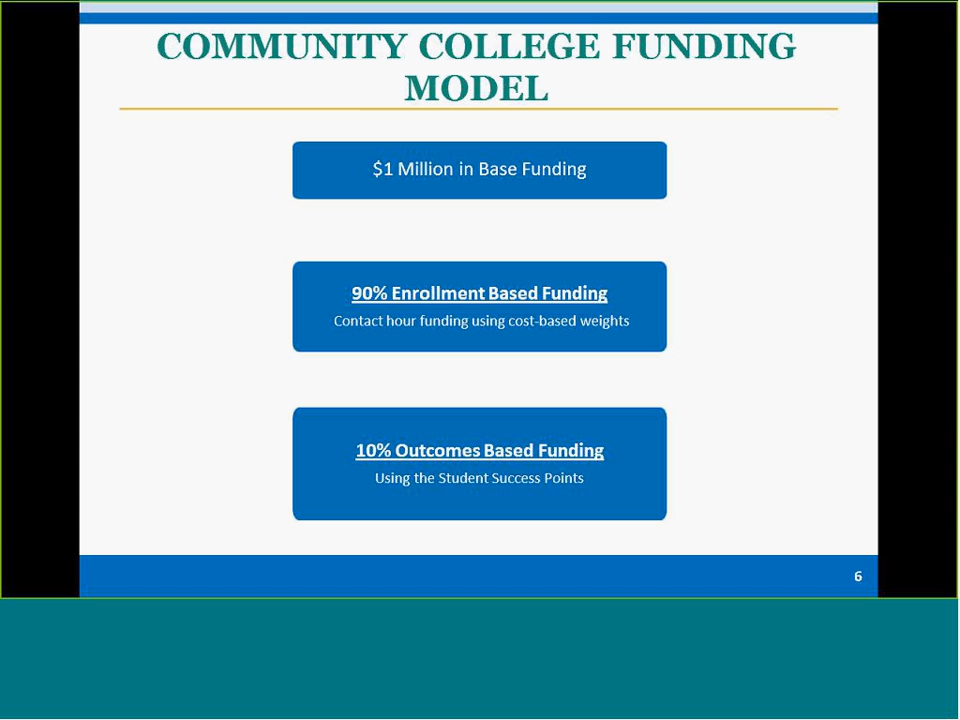 COMMUNITY COLLEGE FUNDING
MODEL
$1 Million in Base Funding
90% Enrollment Based Funding
Contact hour funding using cost-based weights
10% Outcomes Based Funding
Using the Student Success Points
6